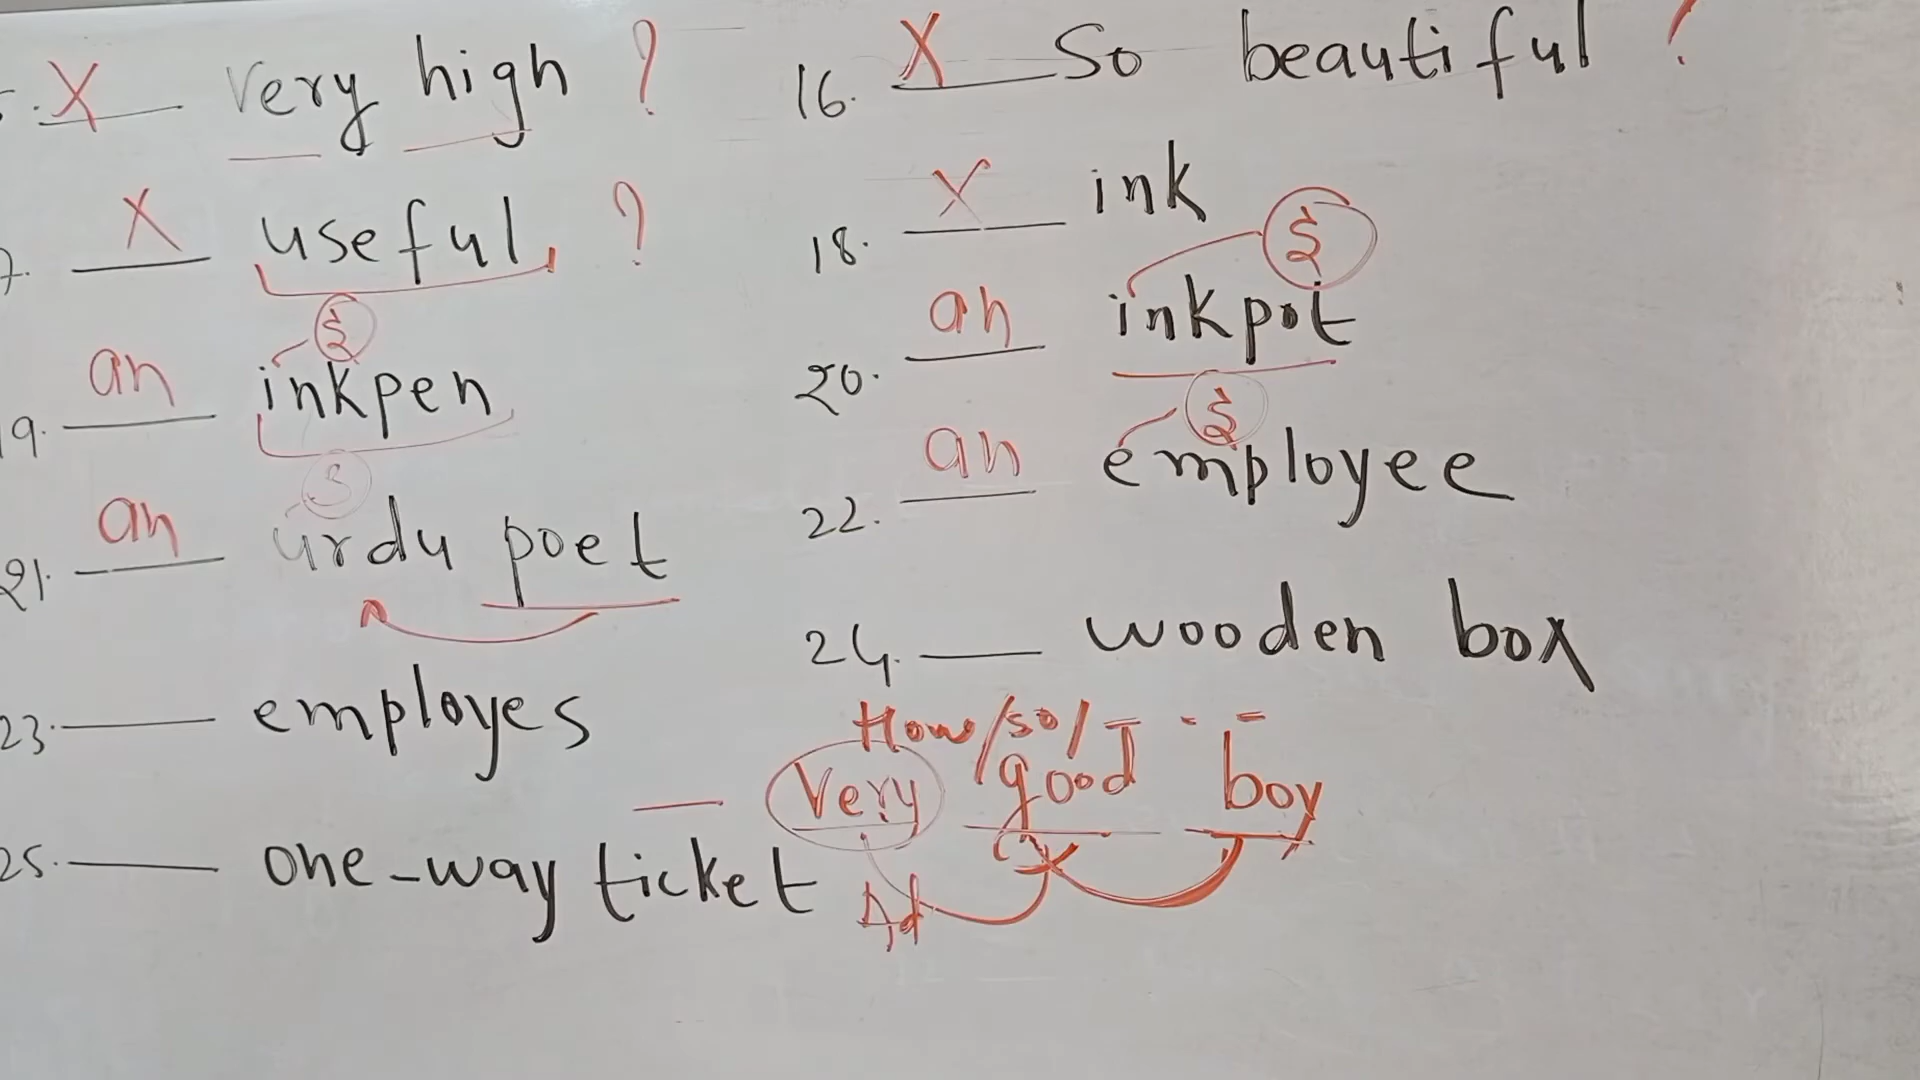 X very high ?
16. X So beautiful ?
X useful, ?
18. X ink
इ
इ
19. an inkpen
20. an inkpot
इ
21. an urdu poet
22. an employee
23. employes
24. wooden box
How/so/
Very good boy
25. one-way ticket
Ad